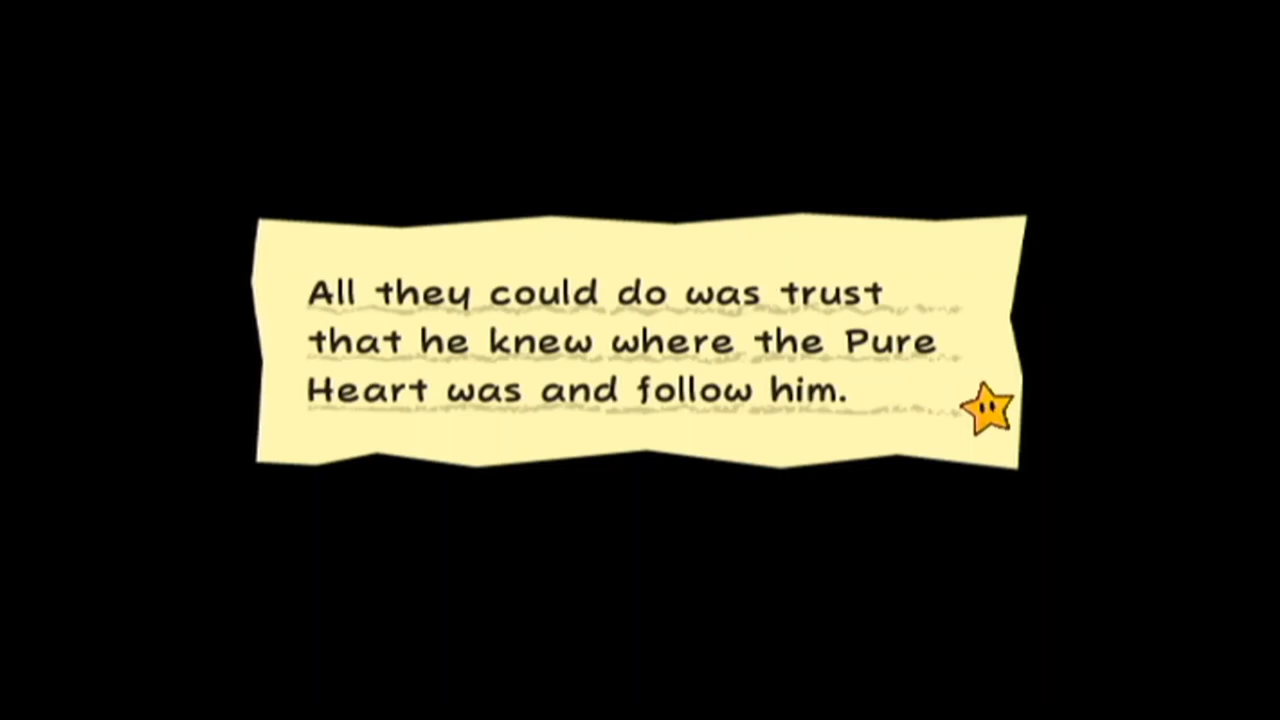 All they could do was trust
that he knew where the Pure
Heart was and follow him.